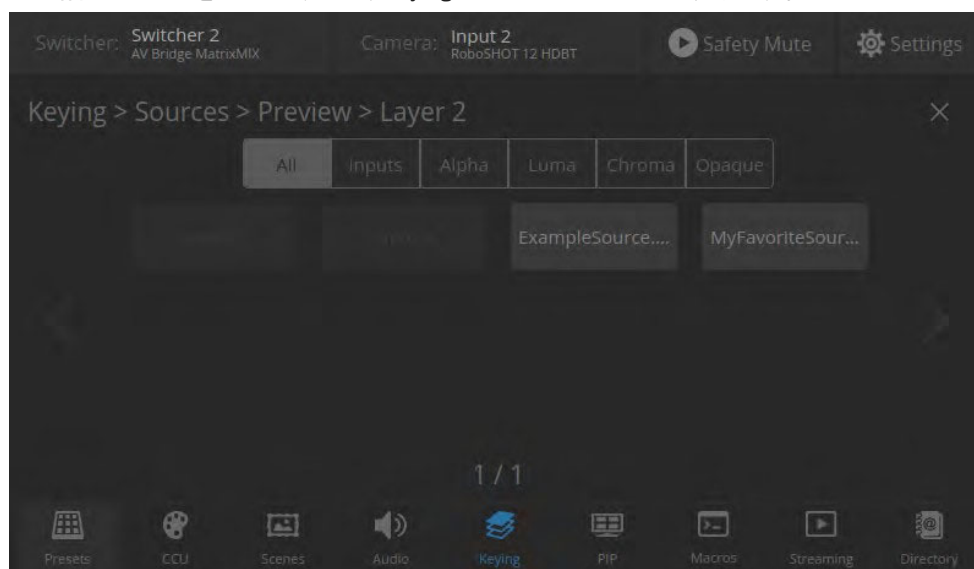 Switcher: Switcher 2 Camera: Input 2 Safety Mute Settings
AV Bridge MatrixMIX RoboSHOT 12 HDBT
Keying > Sources > Preview > Layer 2
All Inputs Alpha Luma Chroma Opaque
ExampleSource.... MyFavoriteSour...
1 / 1
Presets CCU Scenes Audio Keying PIP Macros Streaming Directory